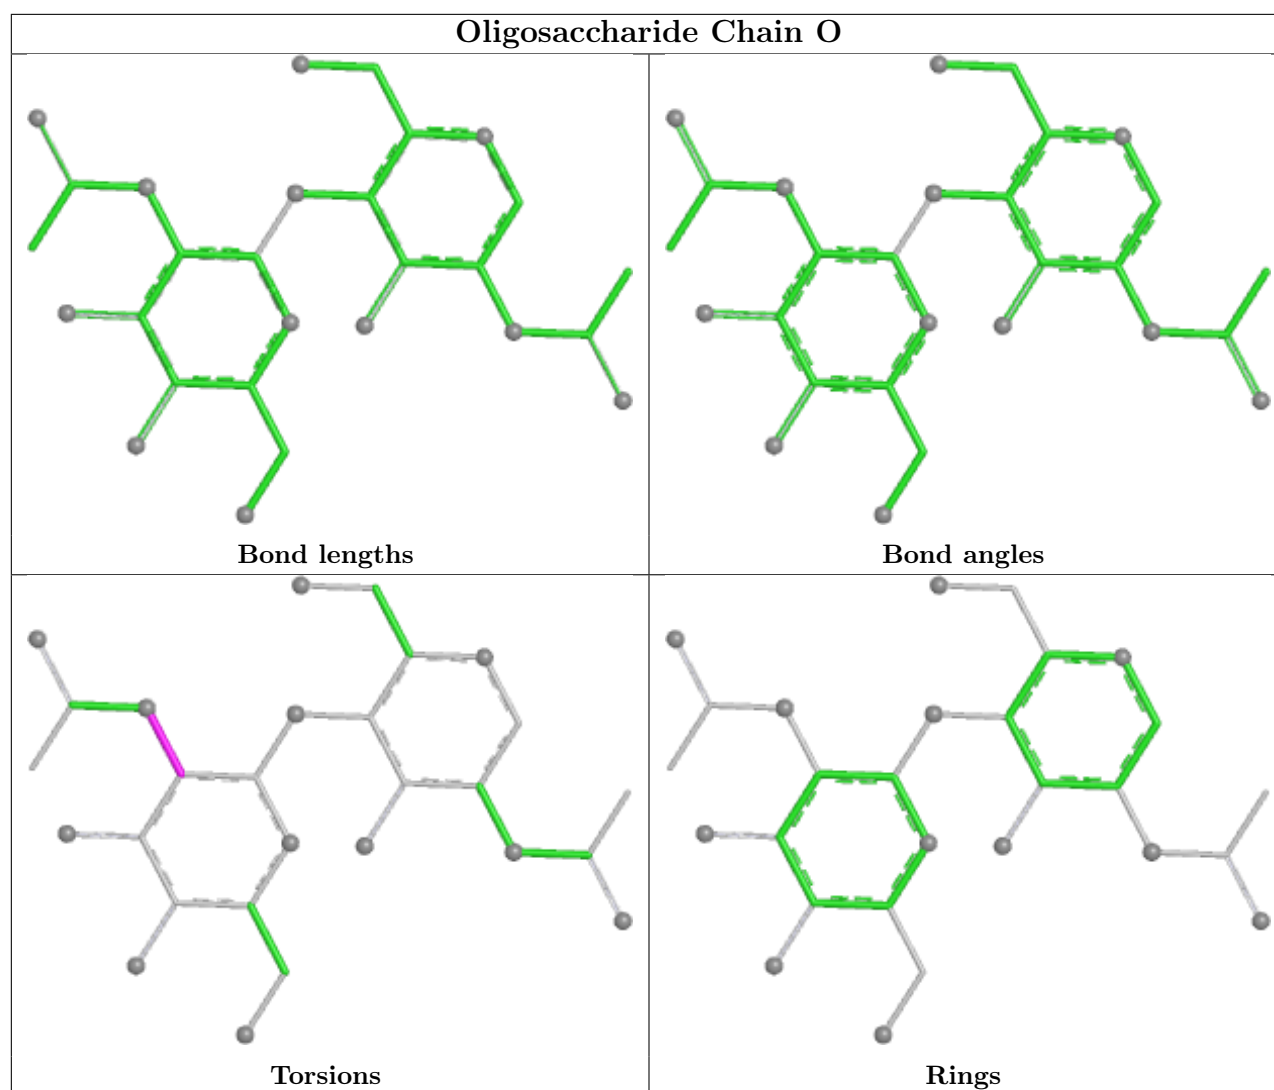 Oligosaccharide Chain O
Bond lengths
Bond angles
Torsions
Rings